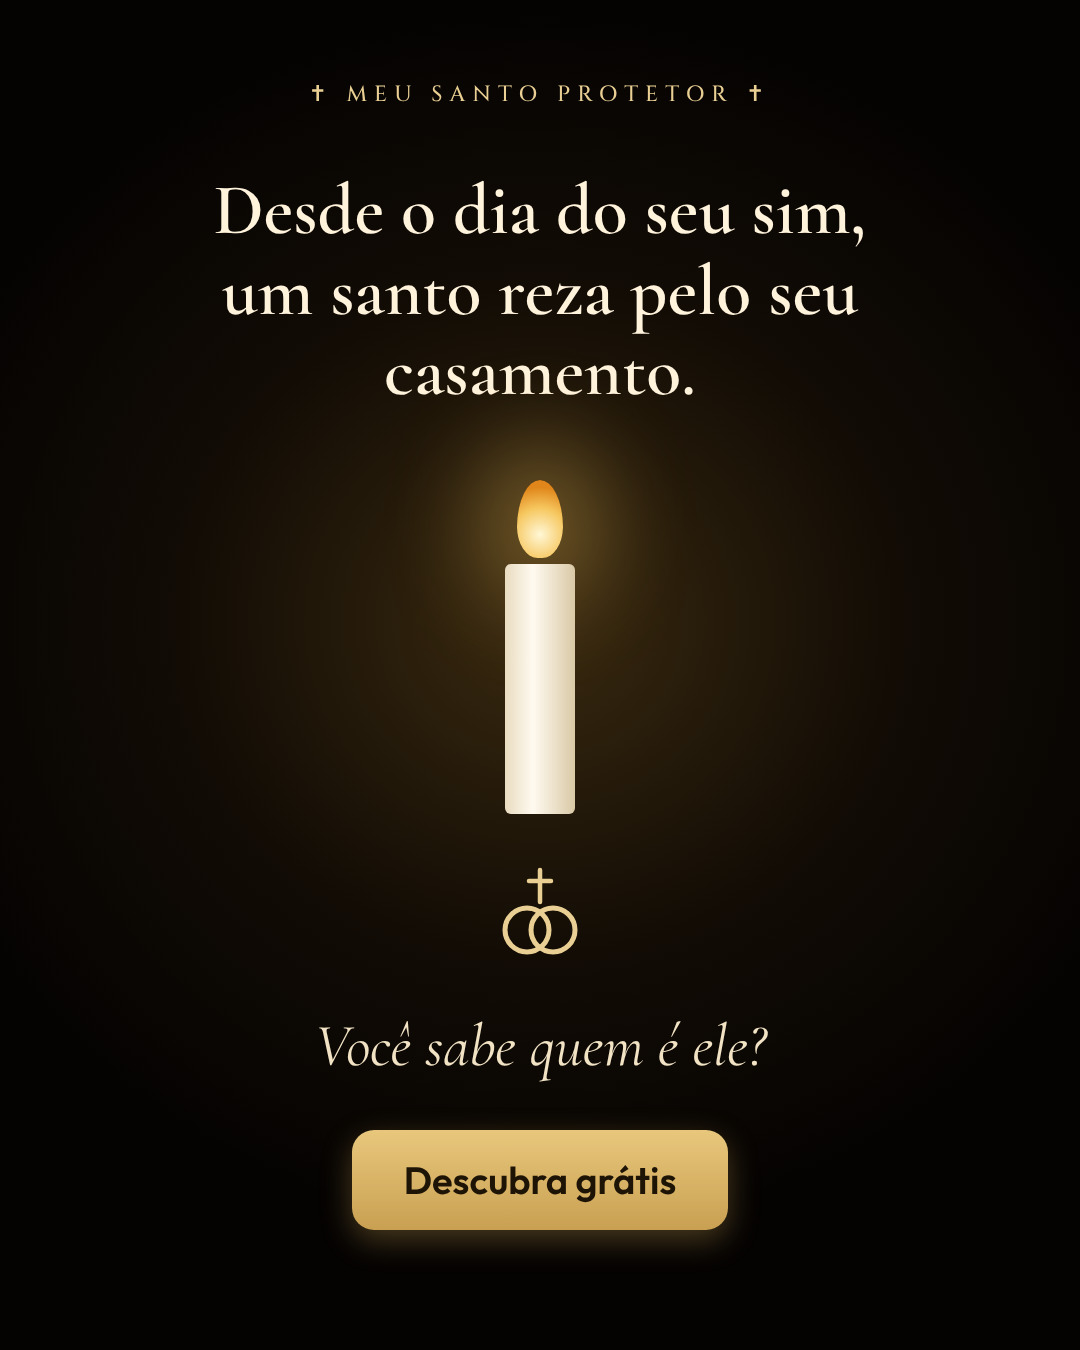 ✝ MEU SANTO PROTETOR ✝
Desde o dia do seu sim,
um santo reza pelo seu
casamento.
Você sabe quem é ele?
Descubra grátis